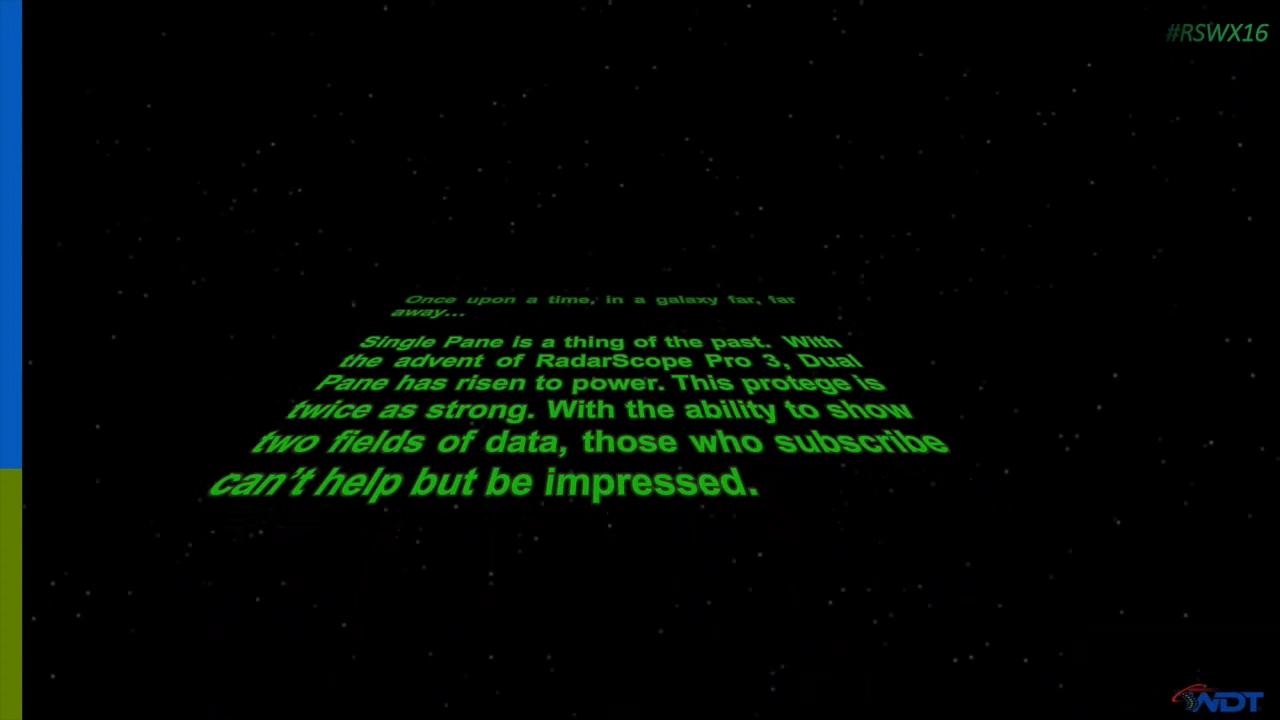 #RSWX16
Once upon a time, in a galaxy far, far
away...
Single Pane is a thing of the past. With
the advent of RadarScope Pro 3, Dual
Pane has risen to power. This protege is
twice as strong. With the ability to show
two fields of data, those who subscribe
can't help but be impressed.
WDT